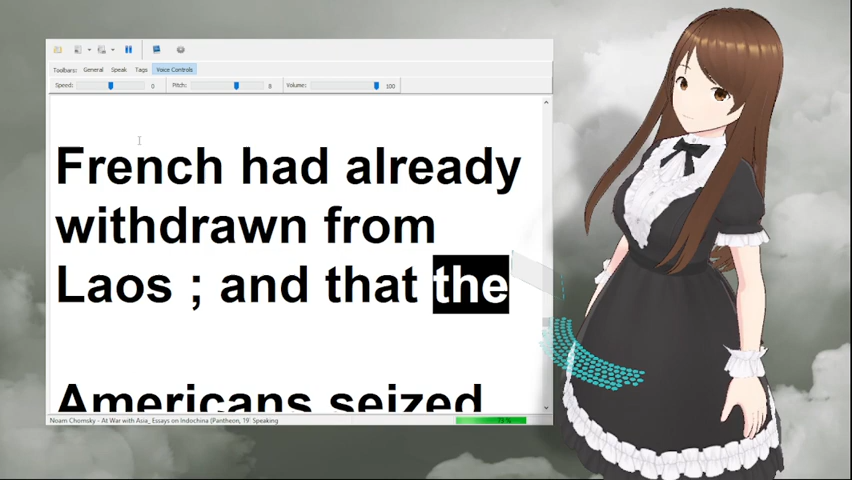 Toolbars: General Speak Tags Voice Controls
Speed: 0 Pitch: 8 Volume: 100
French had already
withdrawn from
Laos ; and that the
Americans seized
Noam Chomsky - At War with Asia_ Essays on Indochina (Pantheon, 19 Speaking
75 %